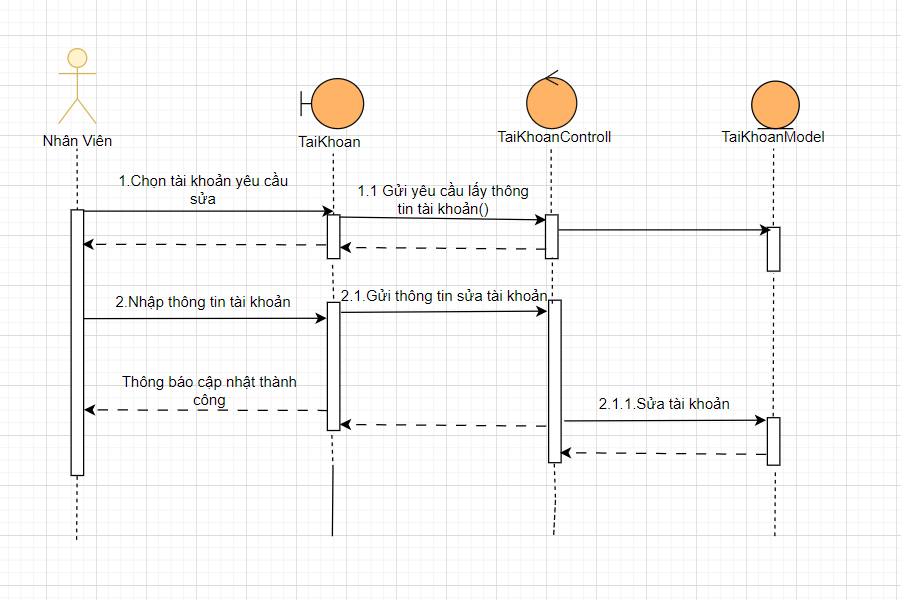 Nhân Viên
TaiKhoan
TaiKhoanControll
TaiKhoanModel
1.Chọn tài khoản yêu cầu
sửa
1.1 Gửi yêu cầu lấy thông
tin tài khoản()
2.Nhập thông tin tài khoản
2.1.Gửi thông tin sửa tài khoản
Thông báo cập nhật thành
công
2.1.1.Sửa tài khoản